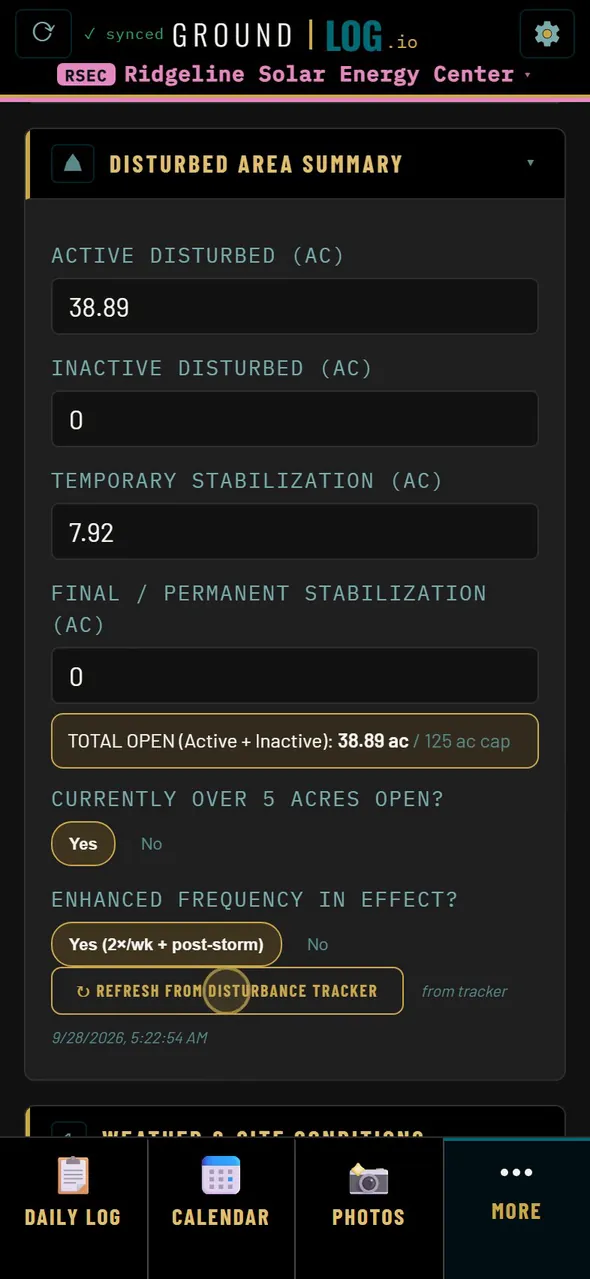 ✓ synced GROUND | LOG.io
RSEC Ridgeline Solar Energy Center ▾
DISTURBED AREA SUMMARY ▾
ACTIVE DISTURBED (AC)
38.89
INACTIVE DISTURBED (AC)
0
TEMPORARY STABILIZATION (AC)
7.92
FINAL / PERMANENT STABILIZATION
(AC)
0
TOTAL OPEN (Active + Inactive): 38.89 ac / 125 ac cap
CURRENTLY OVER 5 ACRES OPEN?
Yes No
ENHANCED FREQUENCY IN EFFECT?
Yes (2×/wk + post-storm) No
↻ REFRESH FROM DISTURBANCE TRACKER from tracker
9/28/2026, 5:22:54 AM
WEATHER & SITE CONDITIONS
DAILY LOG CALENDAR PHOTOS MORE